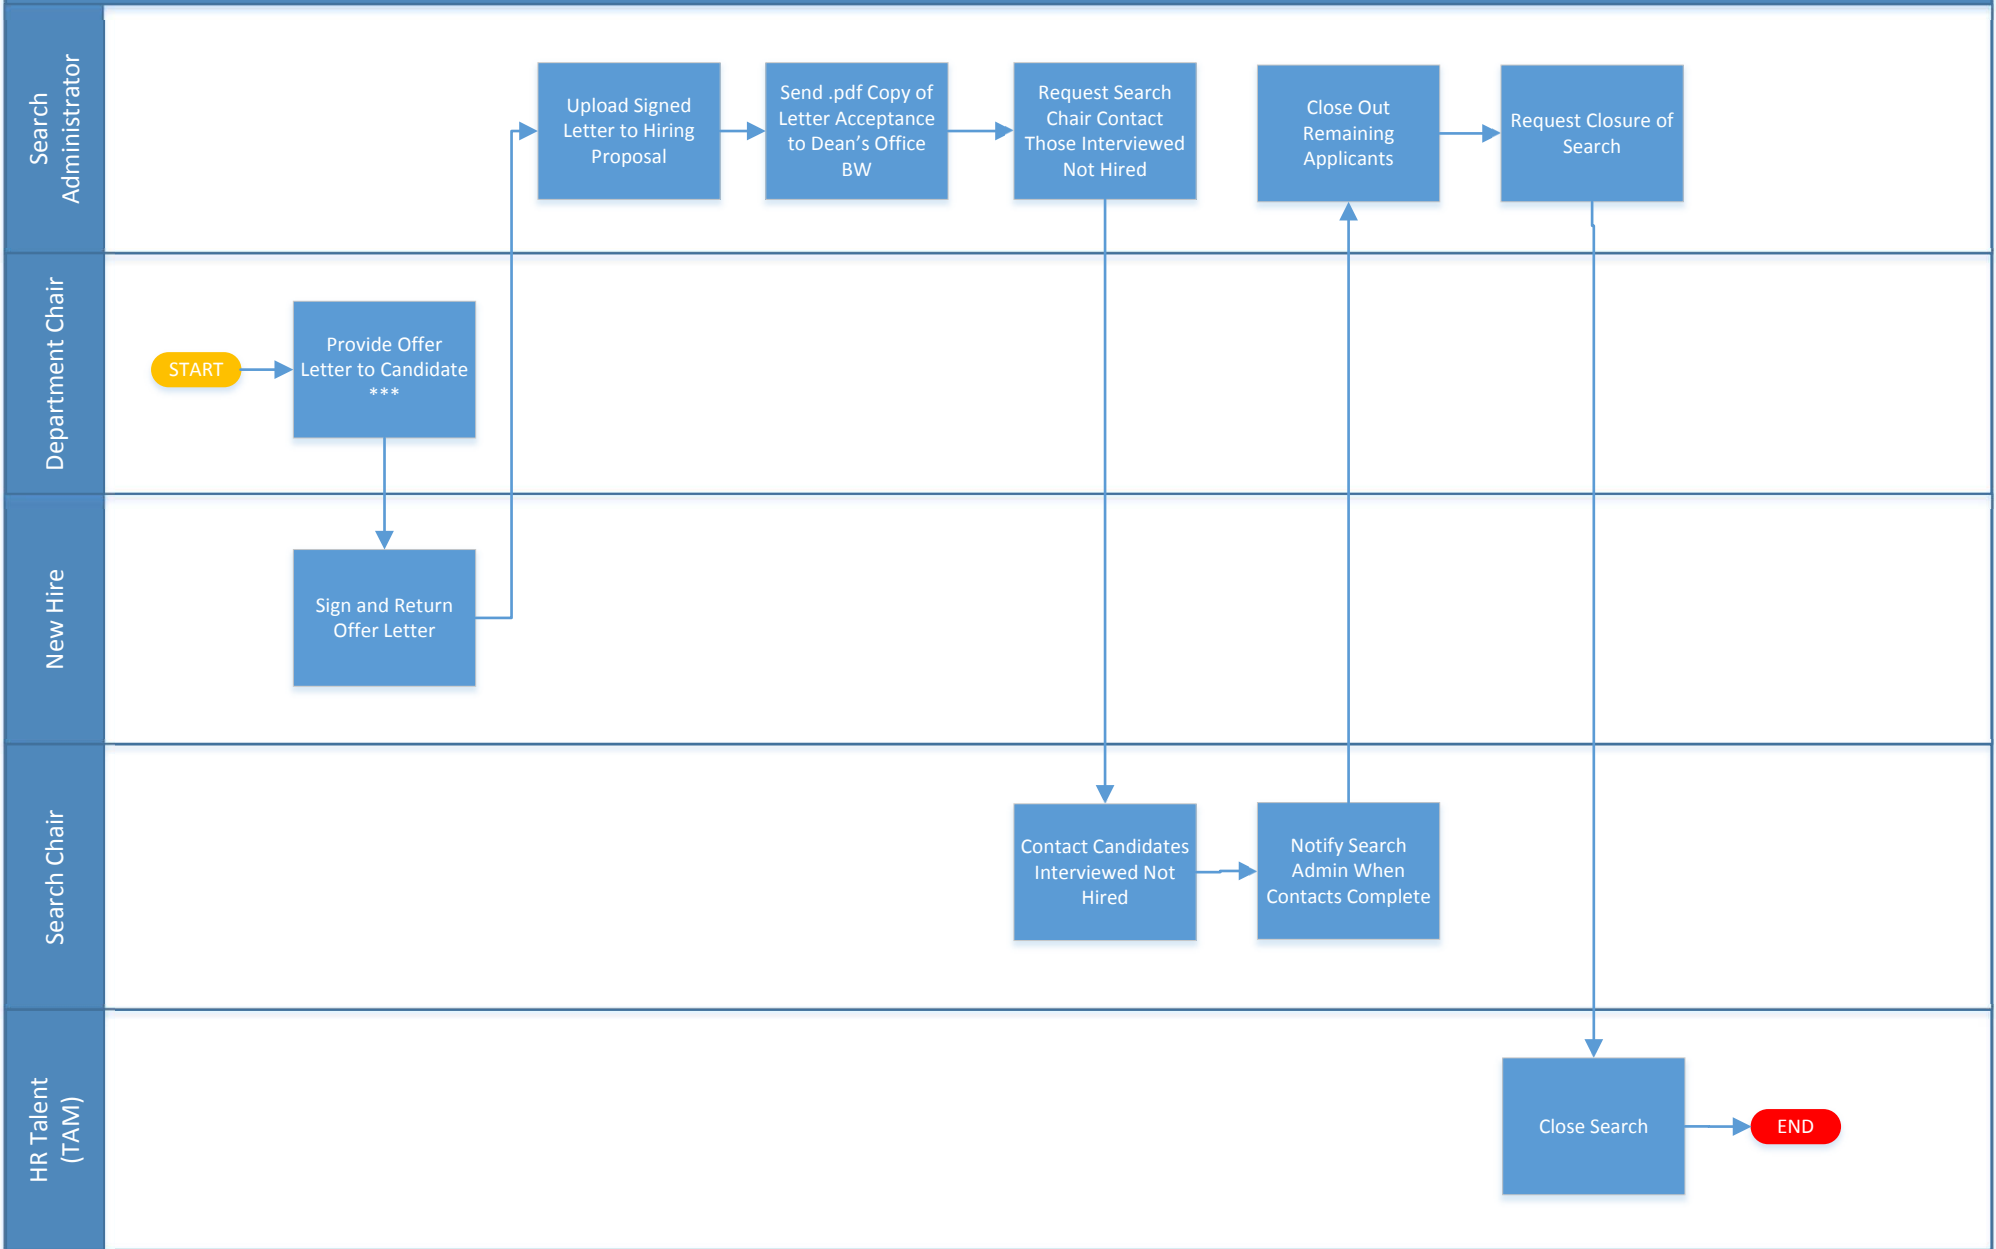 Search
Administrator
Upload Signed
Letter to Hiring
Proposal
Send .pdf Copy of
Letter Acceptance
to Dean’s Office
BW
Request Search
Chair Contact
Those Interviewed
Not Hired
Close Out
Remaining
Applicants
Request Closure of
Search
Department Chair
START
Provide Offer
Letter to Candidate
***
New Hire
Sign and Return
Offer Letter
Search Chair
Contact Candidates
Interviewed Not
Hired
Notify Search
Admin When
Contacts Complete
HR Talent
(TAM)
Close Search
END